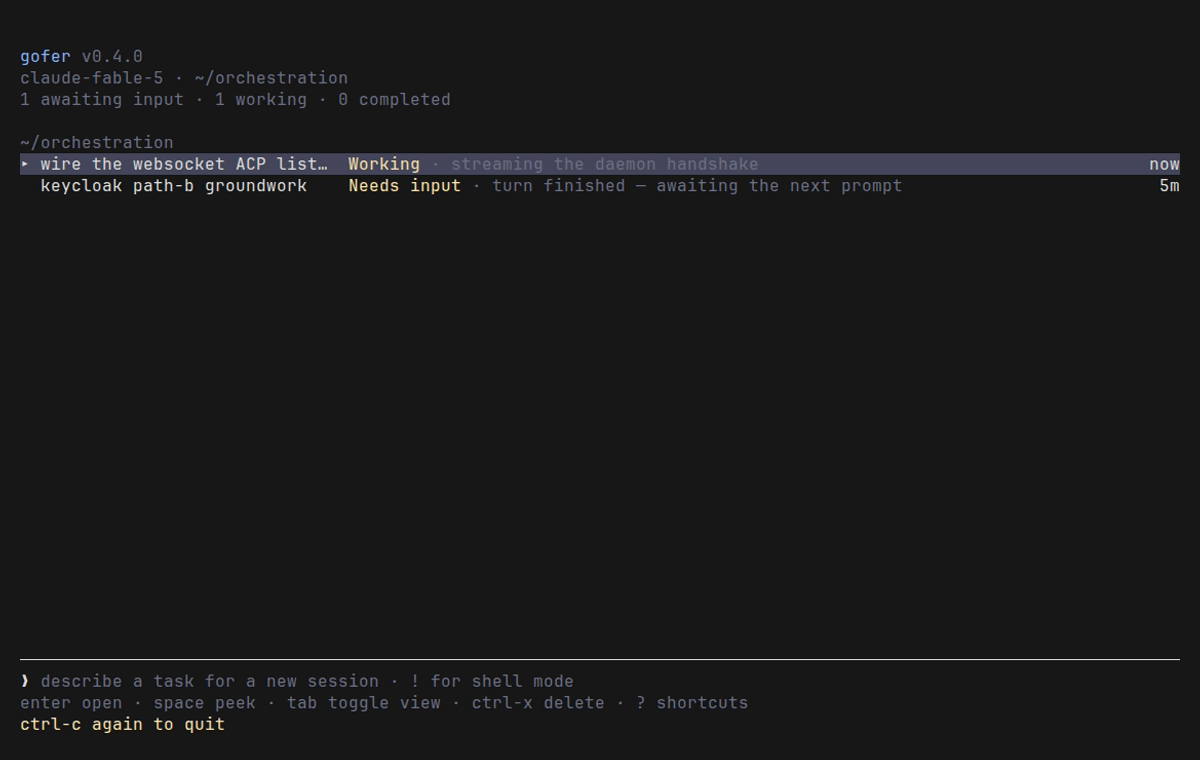 gofer v0.4.0
claude-fable-5 · ~/orchestration
1 awaiting input · 1 working · 0 completed
~/orchestration
▸ wire the websocket ACP list… Working · streaming the daemon handshake now
keycloak path-b groundwork Needs input · turn finished — awaiting the next prompt 5m
❯ describe a task for a new session · ! for shell mode
enter open · space peek · tab toggle view · ctrl-x delete · ? shortcuts
ctrl-c again to quit